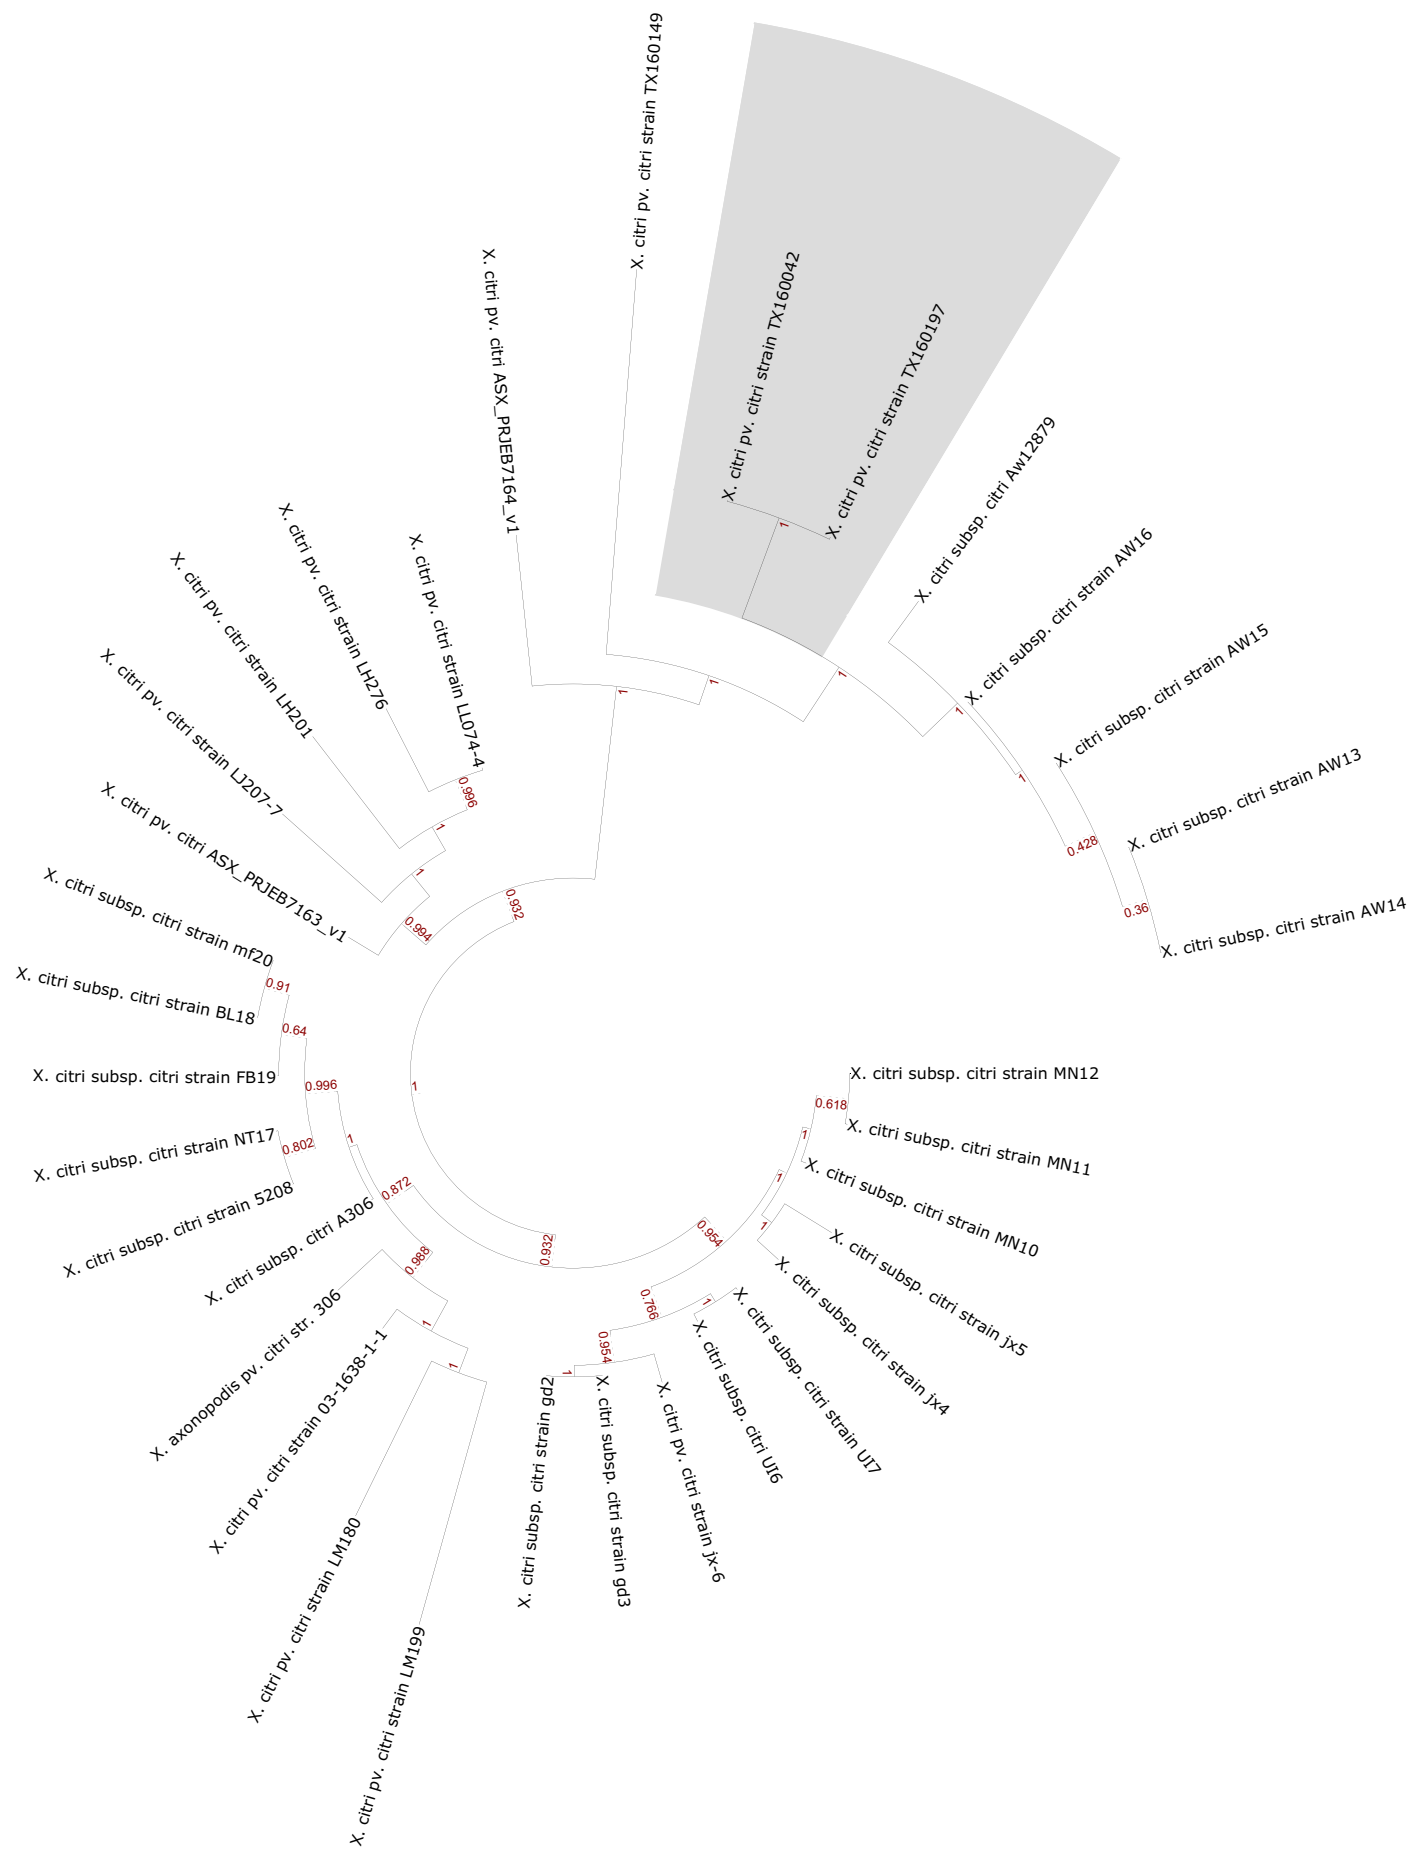 X. citri pv. citri strain TX160149
X. citri pv. citri strain TX160042
X. citri pv. citri strain TX160197
X. citri subsp. citri Aw12879
X. citri subsp. citri strain AW16
X. citri subsp. citri strain AW15
X. citri subsp. citri strain AW13
X. citri subsp. citri strain AW14
X. citri subsp. citri strain MN12
X. citri subsp. citri strain MN11
X. citri subsp. citri strain MN10
X. citri subsp. citri strain jx5
X. citri subsp. citri strain jx4
X. citri subsp. citri strain UI7
X. citri subsp. citri UI6
X. citri pv. citri strain jx-6
X. citri subsp. citri strain gd3
X. citri subsp. citri strain gd2
X. citri pv. citri strain LM199
X. citri pv. citri strain LM180
X. citri pv. citri strain 03-1638-1-1
X. axonopodis pv. citri str. 306
X. citri subsp. citri A306
X. citri subsp. citri strain 5208
X. citri subsp. citri strain NT17
X. citri subsp. citri strain FB19
X. citri subsp. citri strain BL18
X. citri subsp. citri strain mf20
X. citri pv. citri ASX_PRJEB7163_v1
X. citri pv. citri strain LJ207-7
X. citri pv. citri strain LH201
X. citri pv. citri strain LH276
X. citri pv. citri strain LL074-4
X. citri pv. citri ASX_PRJEB7164_v1
1
1
1
1
1
1
0.428
0.36
0.996
1
1
0.994
0.932
0.91
0.64
0.996
0.802
1
0.872
0.988
1
1
1
0.932
0.954
0.618
1
1
1
0.766
1
0.954
1